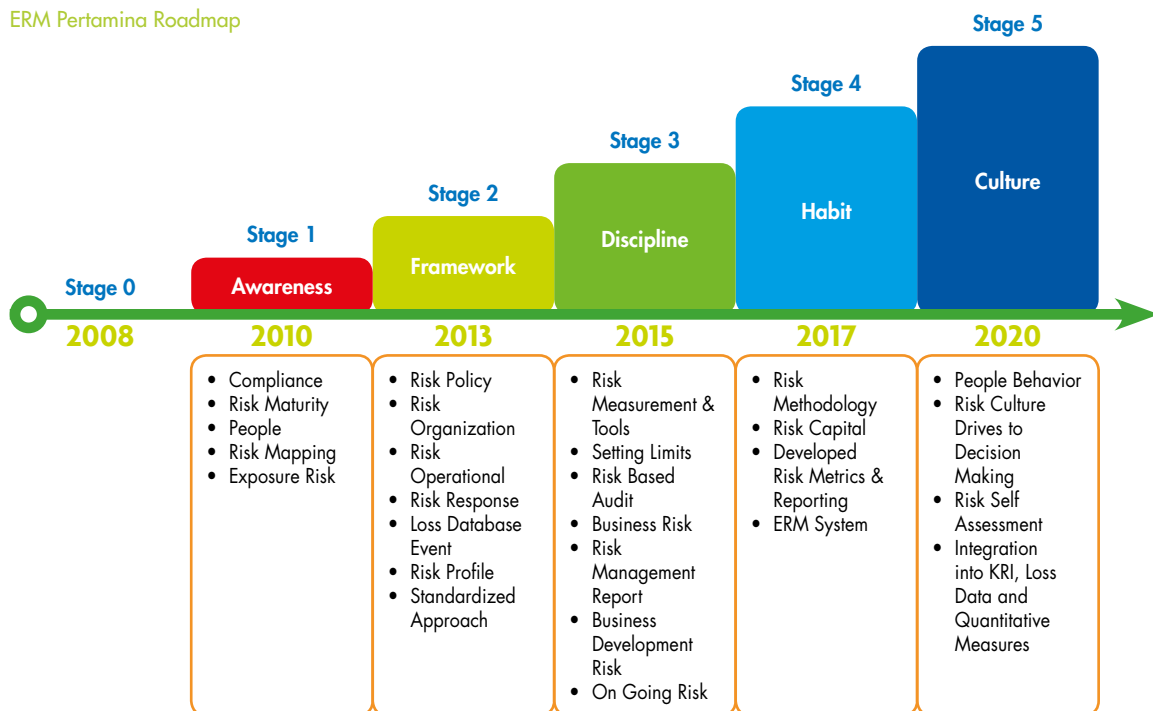 ERM Pertamina Roadmap
Stage 0
2008
Stage 1
Awareness
2010
• Compliance
• Risk Maturity
• People
• Risk Mapping
• Exposure Risk
Stage 2
Framework
2013
• Risk Policy
• Risk
Organization
• Risk
Operational
• Risk Response
• Loss Database
Event
• Risk Profile
• Standardized
Approach
Stage 3
Discipline
2015
• Risk
Measurement &
Tools
• Setting Limits
• Risk Based
Audit
• Business Risk
• Risk
Management
Report
• Business
Development
Risk
• On Going Risk
Stage 4
Habit
2017
• Risk
Methodology
• Risk Capital
• Developed
Risk Metrics &
Reporting
• ERM System
Stage 5
Culture
2020
• People Behavior
• Risk Culture
Drives to
Decision
Making
• Risk Self
Assessment
• Integration
into KRI, Loss
Data and
Quantitative
Measures